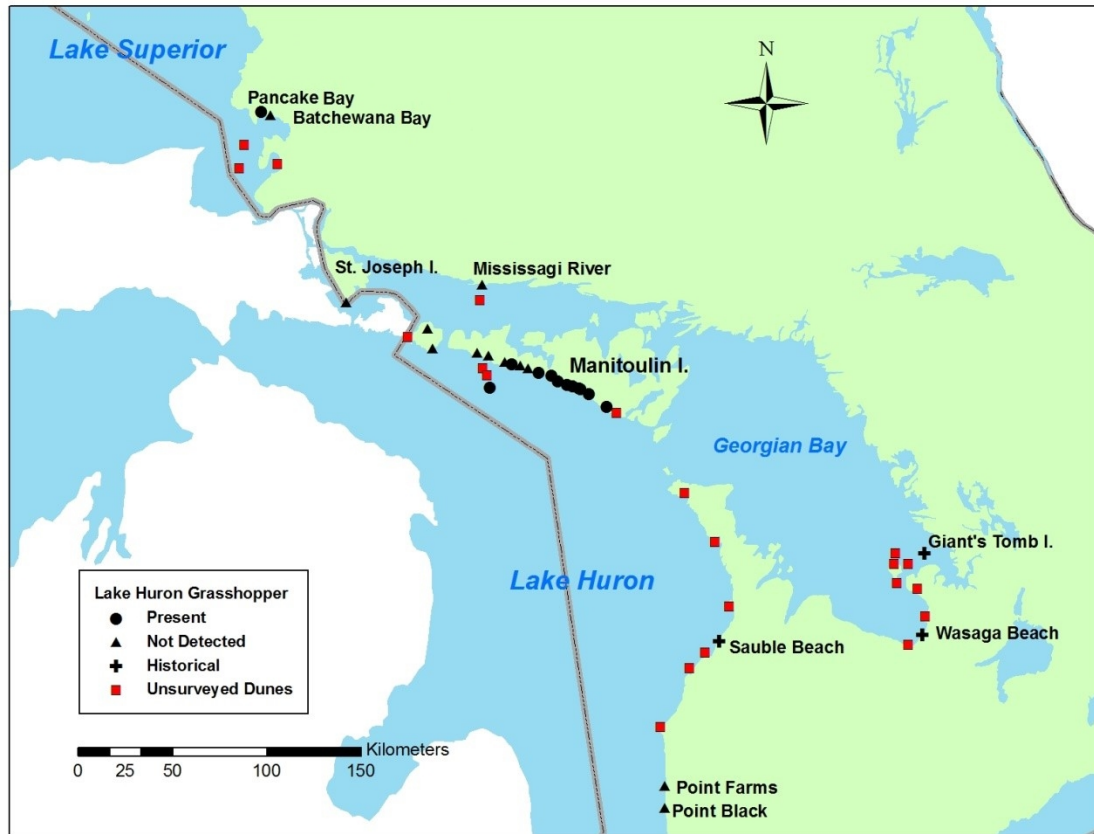 Lake Superior
N
Pancake Bay
Batchewana Bay
St. Joseph I.
Mississagi River
Manitoulin I.
Georgian Bay
Giant's Tomb I.
Lake Huron
Wasaga Beach
Sauble Beach
Lake Huron Grasshopper
Present
Not Detected
Historical
Unsurveyed Dunes
Kilometers
0 25 50 100 150
Point Farms
Point Black